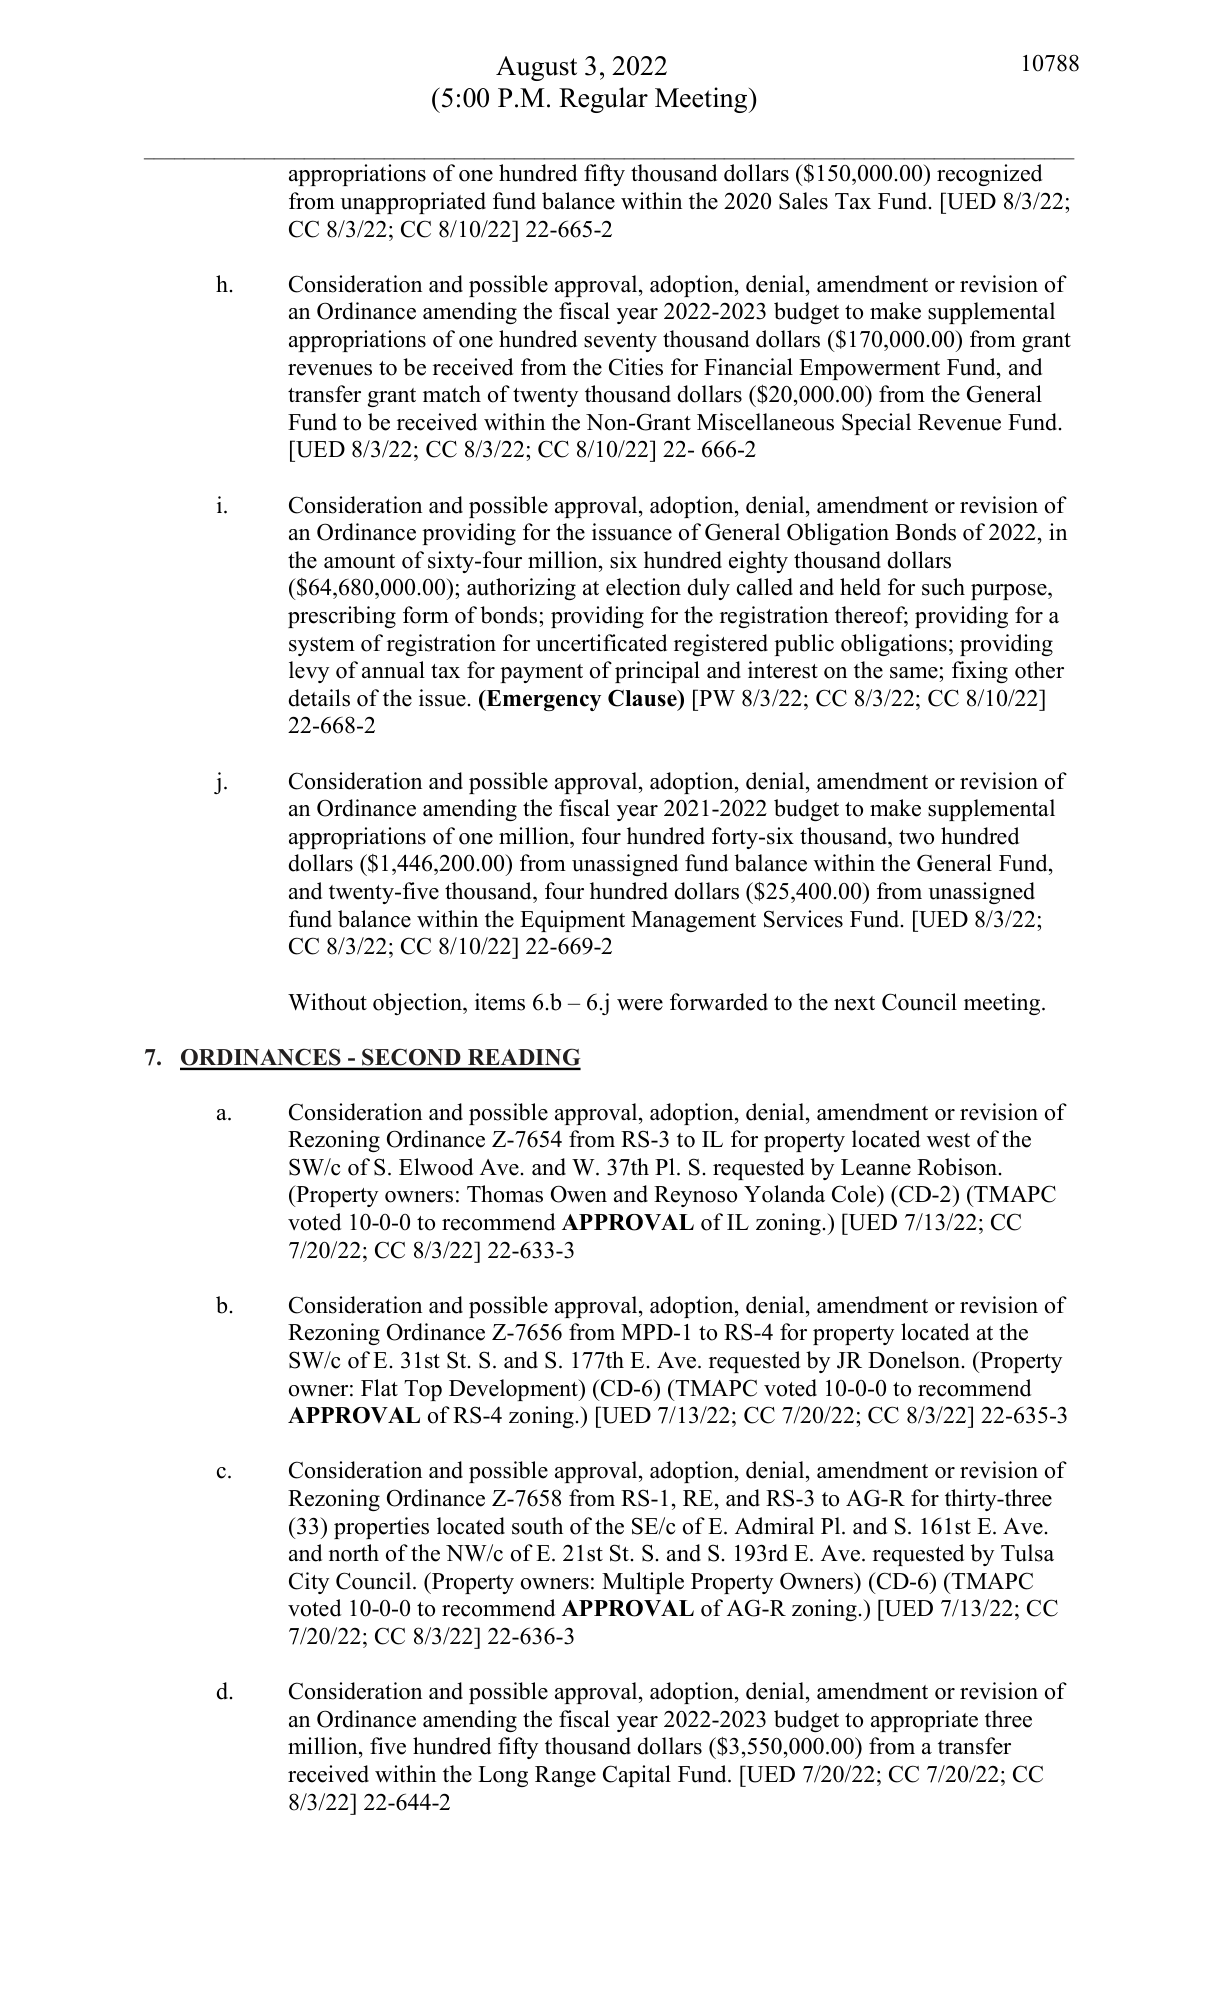 August 3, 2022
10788
(5:00 P.M. Regular Meeting)
appropriations of one hundred fifty thousand dollars ($150,000.00) recognized
from unappropriated fund balance within the 2020 Sales Tax Fund. [UED 8/3/22;
CC 8/3/22; CC 8/10/22] 22-665-2
h. Consideration and possible approval, adoption, denial, amendment or revision of
an Ordinance amending the fiscal year 2022-2023 budget to make supplemental
appropriations of one hundred seventy thousand dollars ($170,000.00) from grant
revenues to be received from the Cities for Financial Empowerment Fund, and
transfer grant match of twenty thousand dollars ($20,000.00) from the General
Fund to be received within the Non-Grant Miscellaneous Special Revenue Fund.
[UED 8/3/22; CC 8/3/22; CC 8/10/22] 22- 666-2
i. Consideration and possible approval, adoption, denial, amendment or revision of
an Ordinance providing for the issuance of General Obligation Bonds of 2022, in
the amount of sixty-four million, six hundred eighty thousand dollars
($64,680,000.00); authorizing at election duly called and held for such purpose,
prescribing form of bonds; providing for the registration thereof; providing for a
system of registration for uncertificated registered public obligations; providing
levy of annual tax for payment of principal and interest on the same; fixing other
details of the issue. (Emergency Clause) [PW 8/3/22; CC 8/3/22; CC 8/10/22]
22-668-2
j. Consideration and possible approval, adoption, denial, amendment or revision of
an Ordinance amending the fiscal year 2021-2022 budget to make supplemental
appropriations of one million, four hundred forty-six thousand, two hundred
dollars ($1,446,200.00) from unassigned fund balance within the General Fund,
and twenty-five thousand, four hundred dollars ($25,400.00) from unassigned
fund balance within the Equipment Management Services Fund. [UED 8/3/22;
CC 8/3/22; CC 8/10/22] 22-669-2
Without objection, items 6.b – 6.j were forwarded to the next Council meeting.
7. ORDINANCES - SECOND READING
a. Consideration and possible approval, adoption, denial, amendment or revision of
Rezoning Ordinance Z-7654 from RS-3 to IL for property located west of the
SW/c of S. Elwood Ave. and W. 37th Pl. S. requested by Leanne Robison.
(Property owners: Thomas Owen and Reynoso Yolanda Cole) (CD-2) (TMAPC
voted 10-0-0 to recommend APPROVAL of IL zoning.) [UED 7/13/22; CC
7/20/22; CC 8/3/22] 22-633-3
b. Consideration and possible approval, adoption, denial, amendment or revision of
Rezoning Ordinance Z-7656 from MPD-1 to RS-4 for property located at the
SW/c of E. 31st St. S. and S. 177th E. Ave. requested by JR Donelson. (Property
owner: Flat Top Development) (CD-6) (TMAPC voted 10-0-0 to recommend
APPROVAL of RS-4 zoning.) [UED 7/13/22; CC 7/20/22; CC 8/3/22] 22-635-3
c. Consideration and possible approval, adoption, denial, amendment or revision of
Rezoning Ordinance Z-7658 from RS-1, RE, and RS-3 to AG-R for thirty-three
(33) properties located south of the SE/c of E. Admiral Pl. and S. 161st E. Ave.
and north of the NW/c of E. 21st St. S. and S. 193rd E. Ave. requested by Tulsa
City Council. (Property owners: Multiple Property Owners) (CD-6) (TMAPC
voted 10-0-0 to recommend APPROVAL of AG-R zoning.) [UED 7/13/22; CC
7/20/22; CC 8/3/22] 22-636-3
d. Consideration and possible approval, adoption, denial, amendment or revision of
an Ordinance amending the fiscal year 2022-2023 budget to appropriate three
million, five hundred fifty thousand dollars ($3,550,000.00) from a transfer
received within the Long Range Capital Fund. [UED 7/20/22; CC 7/20/22; CC
8/3/22] 22-644-2